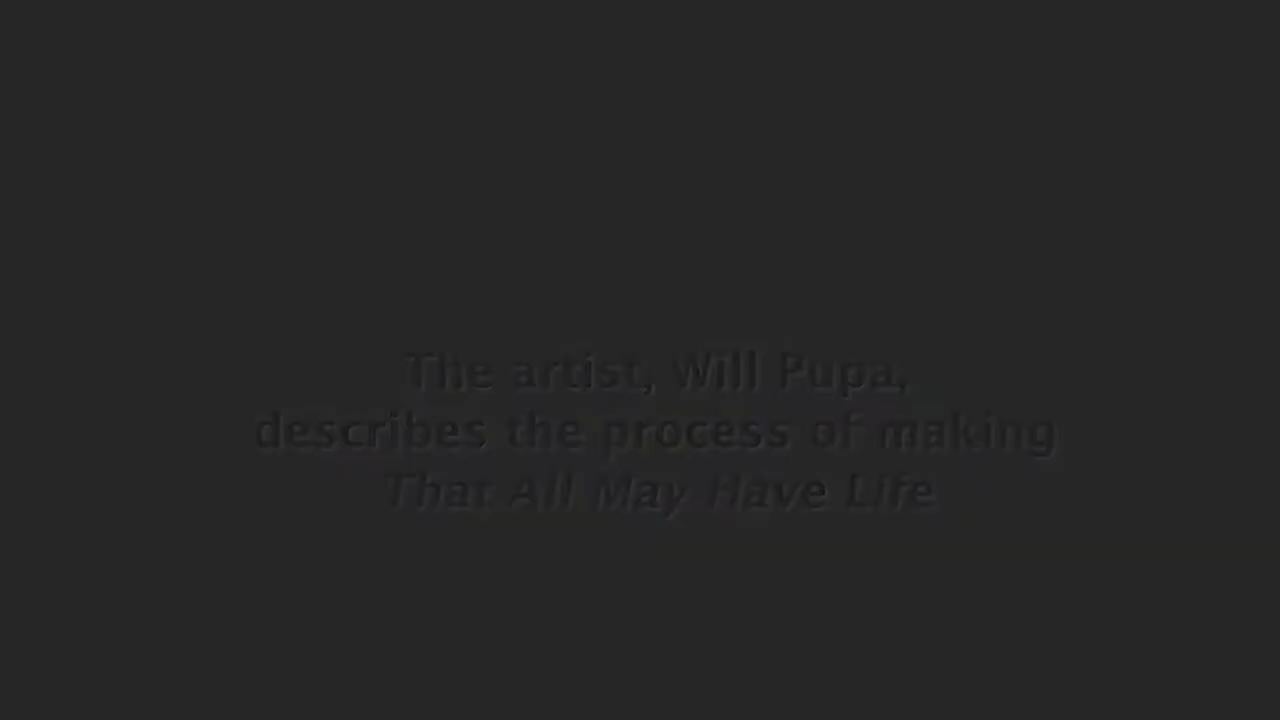 The artist, Will Pupa,
describes the process of making
That All May Have Life